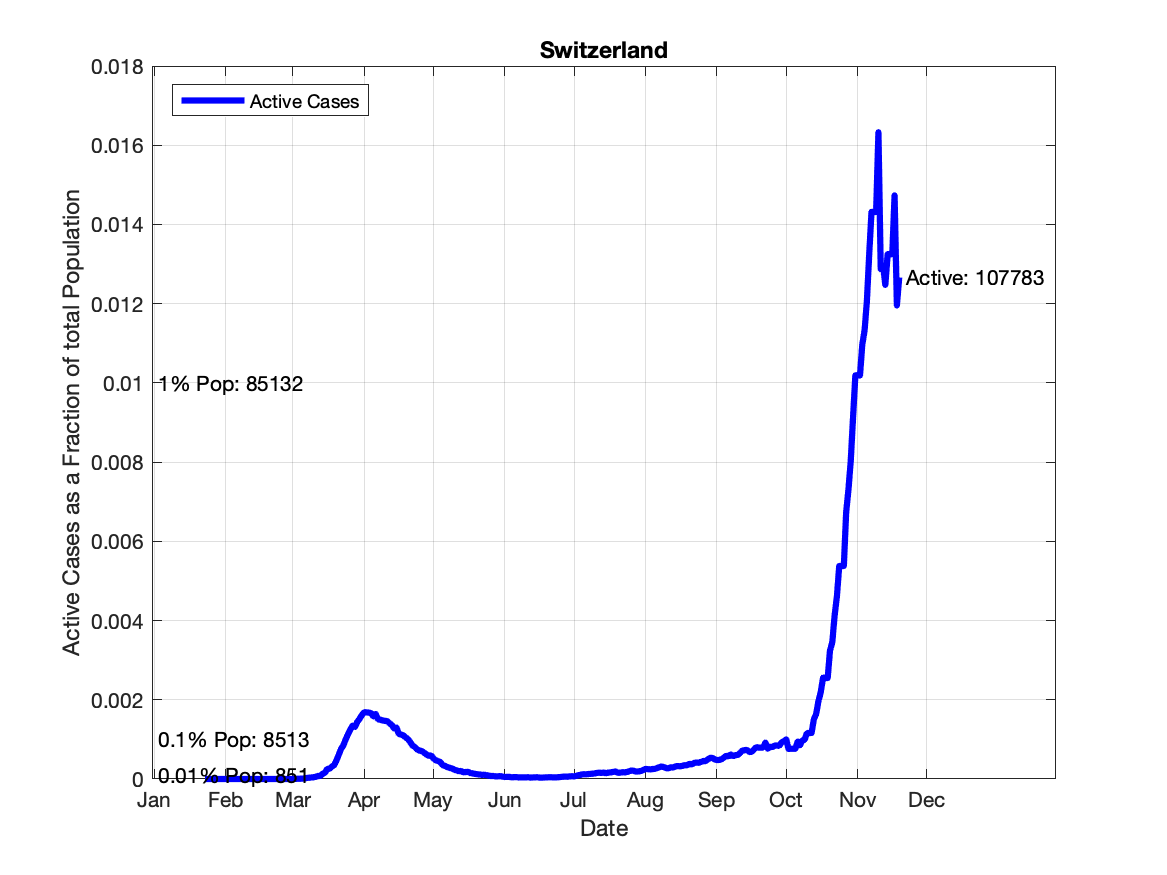 Switzerland
Active Cases
Active Cases as a Fraction of total Population
0.018
0.016
0.014
0.012
0.01
0.008
0.006
0.004
0.002
0
Active: 107783
1% Pop: 85132
0.1% Pop: 8513
0.01% Pop: 851
Jan Feb Mar Apr May Jun Jul Aug Sep Oct Nov Dec
Date